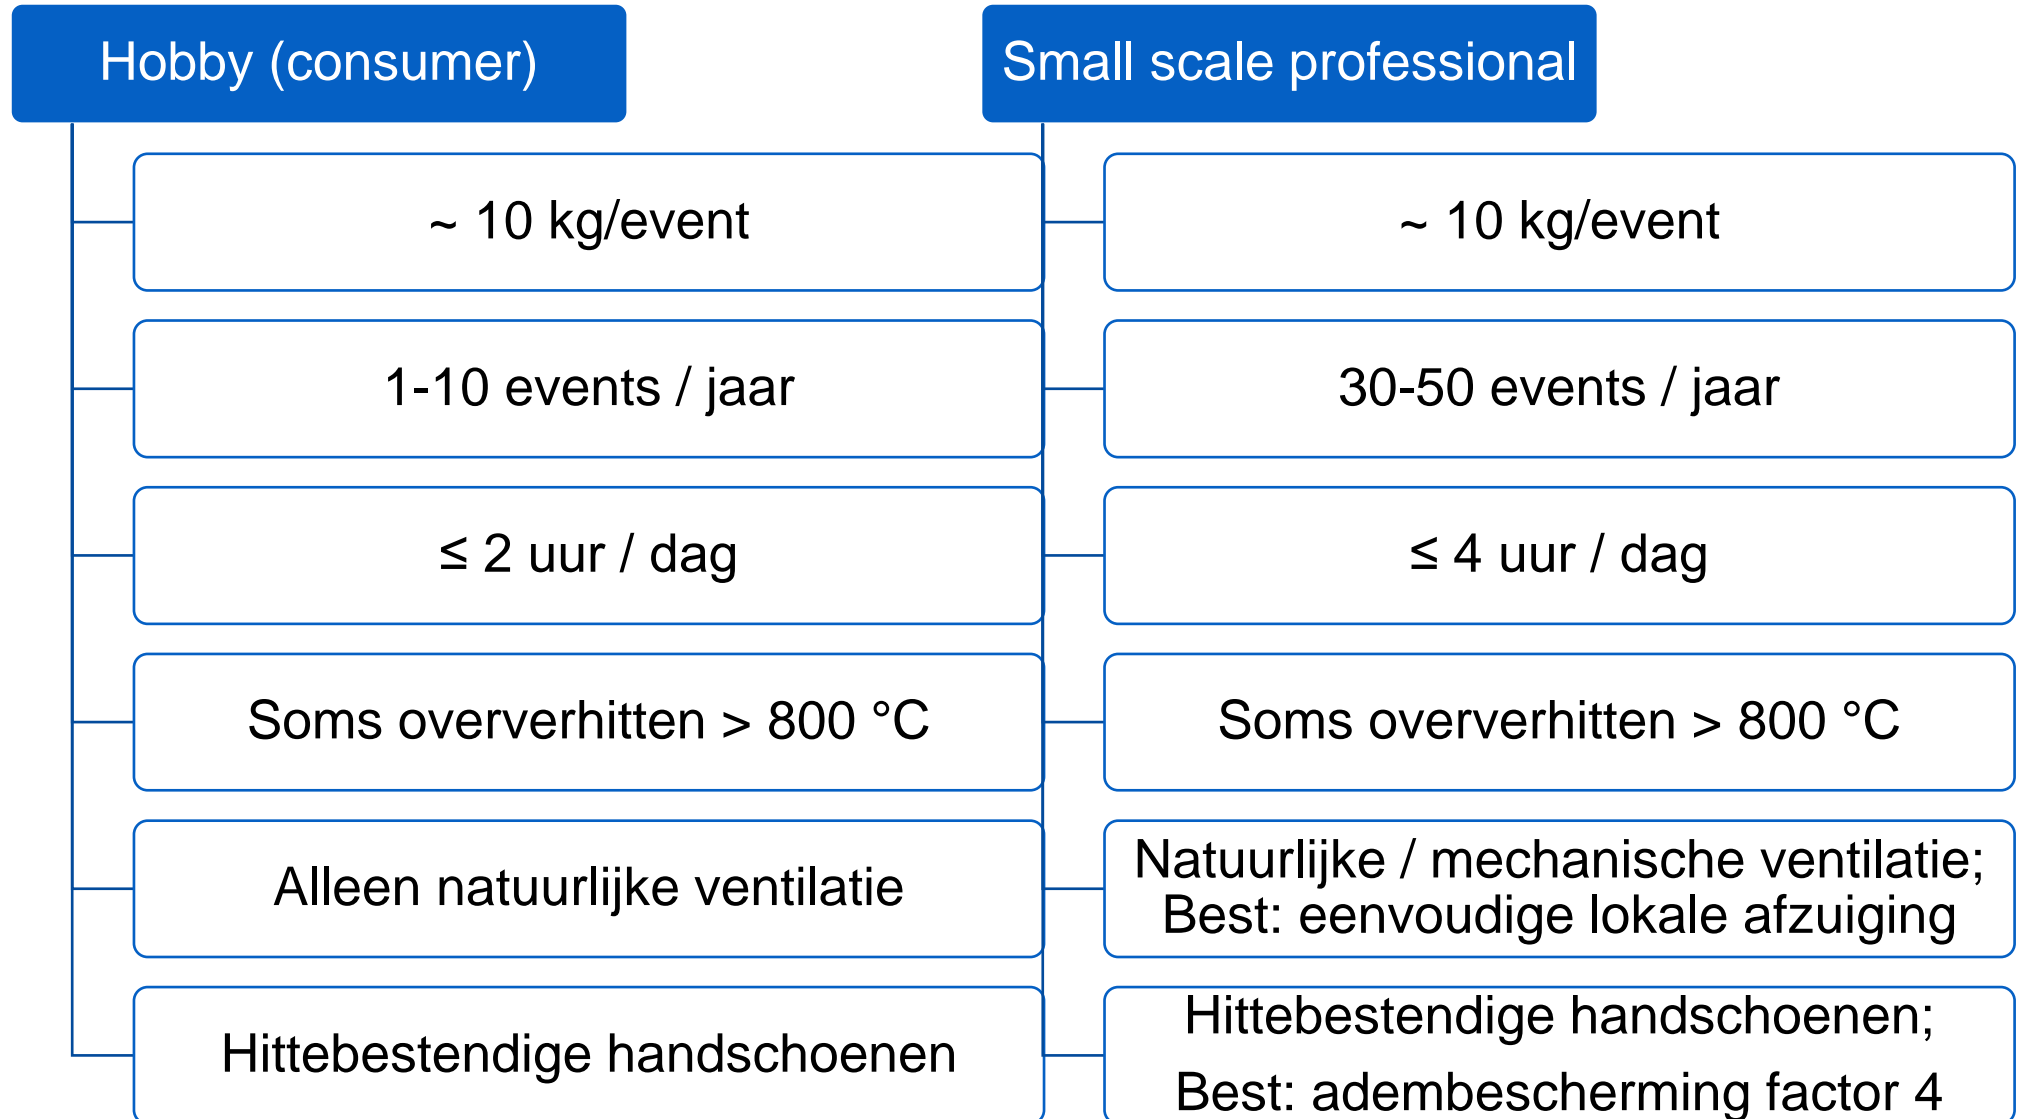 Hobby (consumer)
~ 10 kg/event
1-10 events / jaar
≤ 2 uur / dag
Soms oververhitten > 800 °C
Alleen natuurlijke ventilatie
Hittebestendige handschoenen
Small scale professional
~ 10 kg/event
30-50 events / jaar
≤ 4 uur / dag
Soms oververhitten > 800 °C
Natuurlijke / mechanische ventilatie;
Best: eenvoudige lokale afzuiging
Hittebestendige handschoenen;
Best: adembescherming factor 4